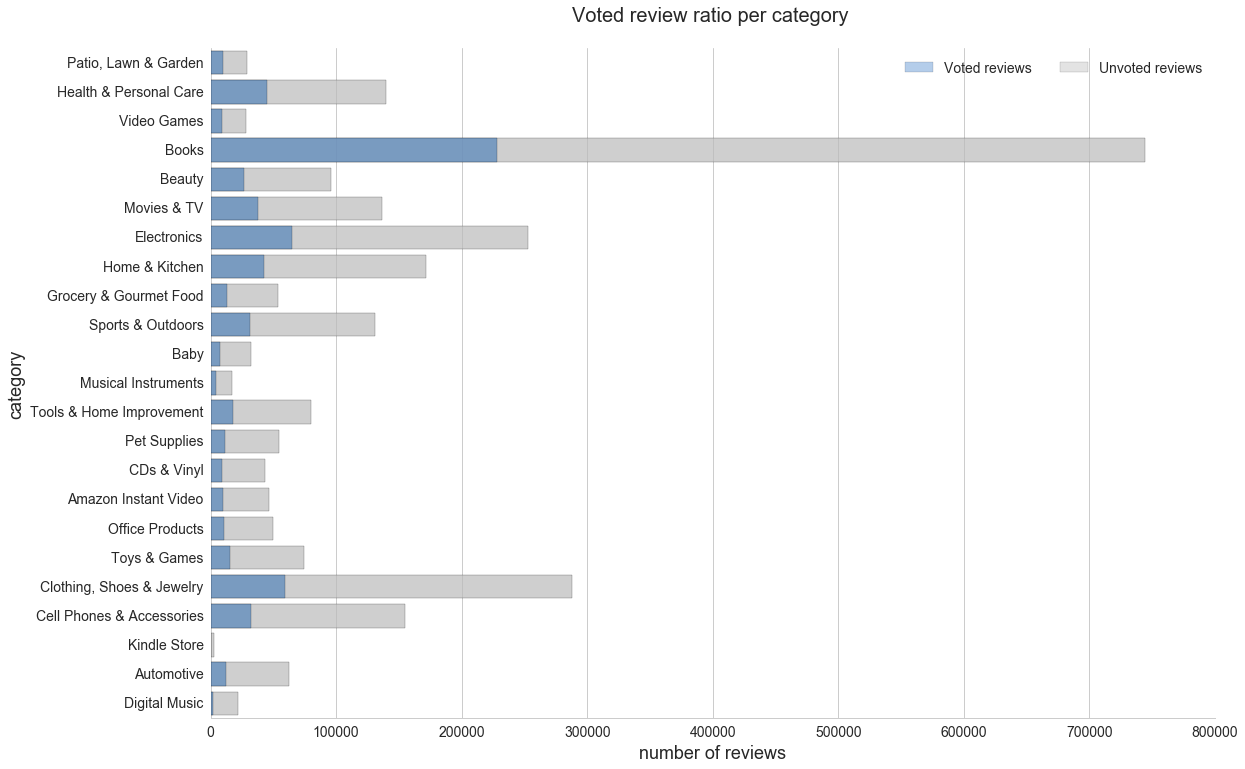 Voted review ratio per category
Voted reviews
Unvoted reviews
category
Patio, Lawn & Garden
Health & Personal Care
Video Games
Books
Beauty
Movies & TV
Electronics
Home & Kitchen
Grocery & Gourmet Food
Sports & Outdoors
Baby
Musical Instruments
Tools & Home Improvement
Pet Supplies
CDs & Vinyl
Amazon Instant Video
Office Products
Toys & Games
Clothing, Shoes & Jewelry
Cell Phones & Accessories
Kindle Store
Automotive
Digital Music
0 100000 200000 300000 400000 500000 600000 700000 800000
number of reviews